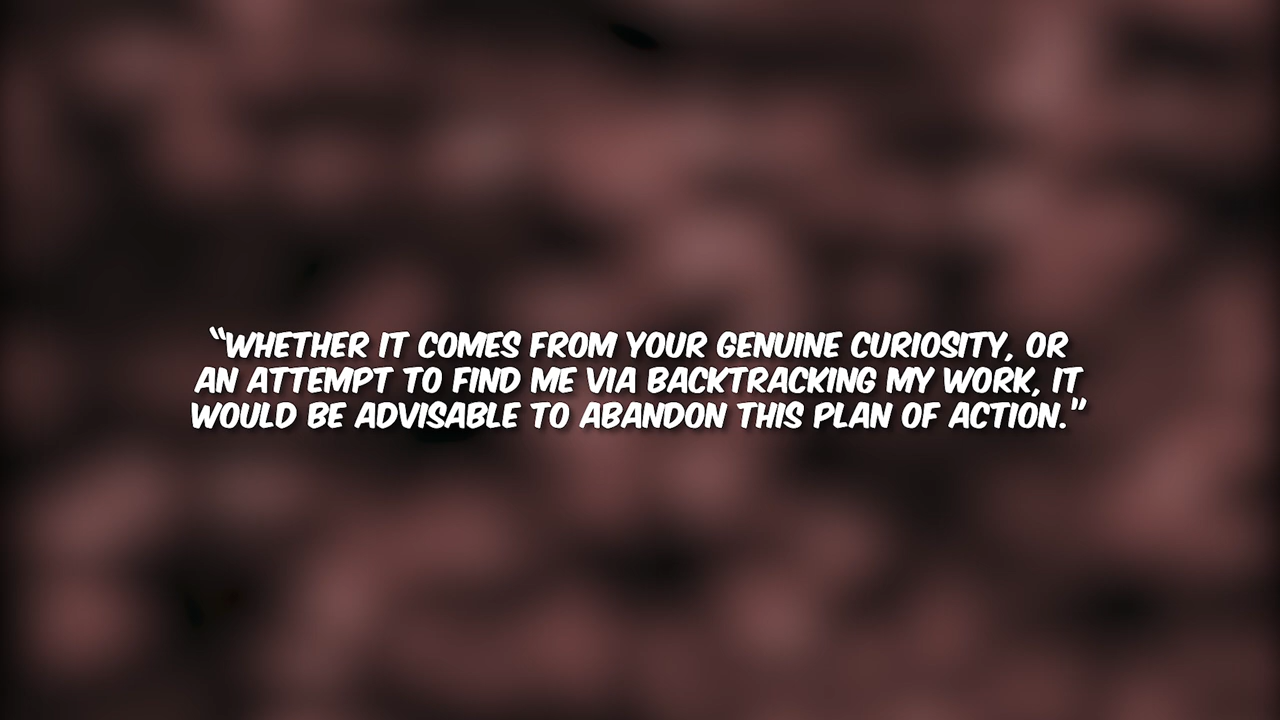 “WHETHER IT COMES FROM YOUR GENUINE CURIOSITY, OR
AN ATTEMPT TO FIND ME VIA BACKTRACKING MY WORK, IT
WOULD BE ADVISABLE TO ABANDON THIS PLAN OF ACTION.”